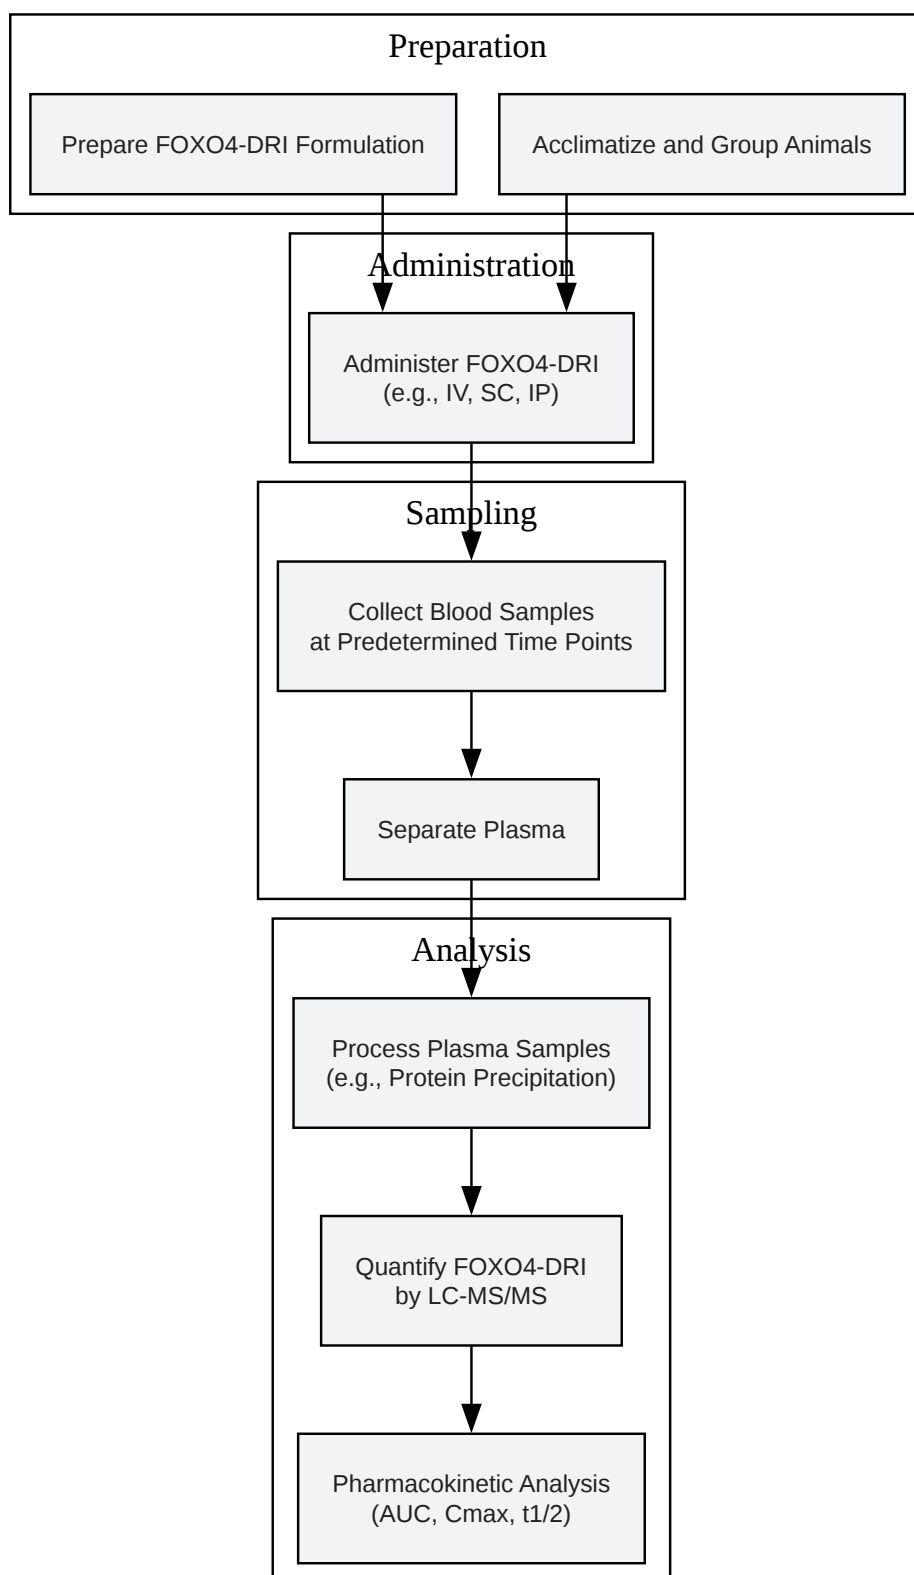 Preparation
Prepare FOXO4-DRI Formulation
Acclimatize and Group Animals
Administration
Administer FOXO4-DRI
(e.g., IV, SC, IP)
Sampling
Collect Blood Samples
at Predetermined Time Points
Separate Plasma
Analysis
Process Plasma Samples
(e.g., Protein Precipitation)
Quantify FOXO4-DRI
by LC-MS/MS
Pharmacokinetic Analysis
(AUC, Cmax, t1/2)